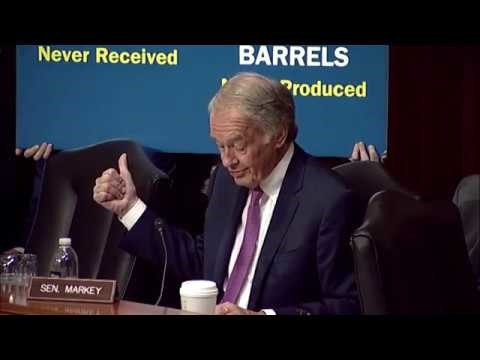 BARRELS
Never Received
Produced
SEN. MARKEY